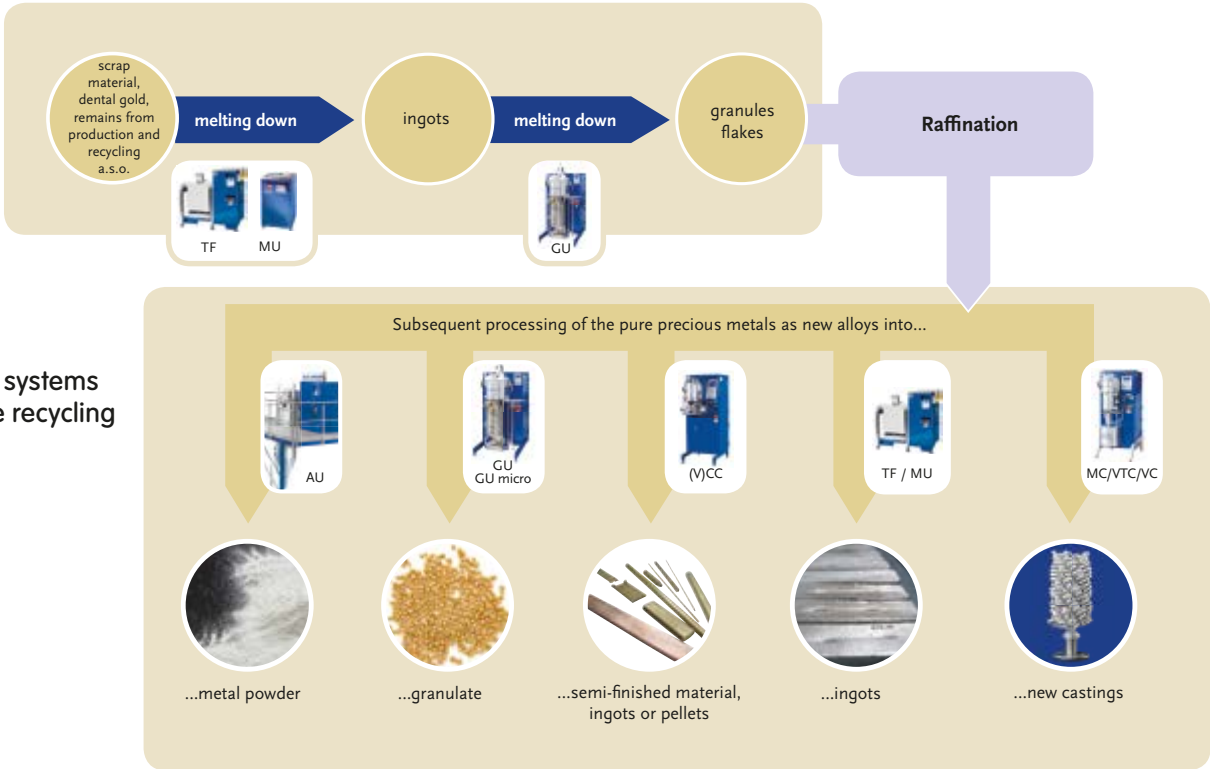 scrap
material,
dental gold,
remains from
production and
recycling
a.s.o.
melting down
ingots
melting down
granules
flakes
Raffination
TF MU
GU
Subsequent processing of the pure precious metals as new alloys into...
systems
recycling
AU
GU
GU micro
(V)CC
TF / MU
MC/VTC/VC
...metal powder
...granulate
...semi-finished material,
ingots or pellets
...ingots
...new castings